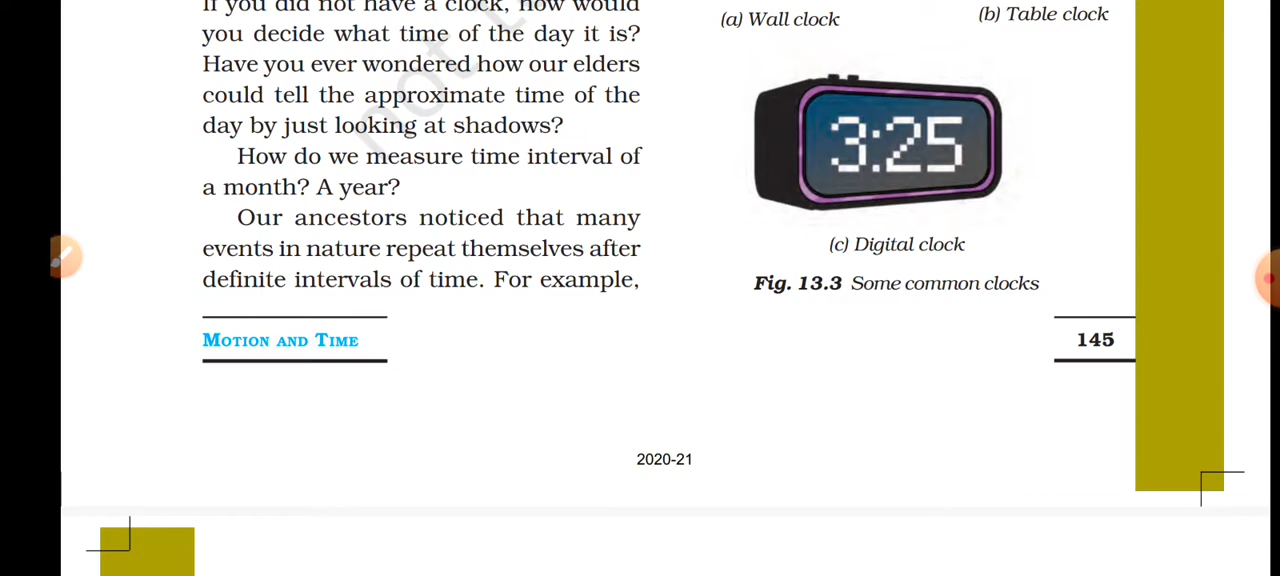 If you did not have a clock, how would
you decide what time of the day it is?
Have you ever wondered how our elders
could tell the approximate time of the
day by just looking at shadows?
How do we measure time interval of
a month? A year?
Our ancestors noticed that many
events in nature repeat themselves after
definite intervals of time. For example,
(a) Wall clock
(b) Table clock
3:25
(c) Digital clock
Fig. 13.3 Some common clocks
MOTION AND TIME
145
2020-21
not